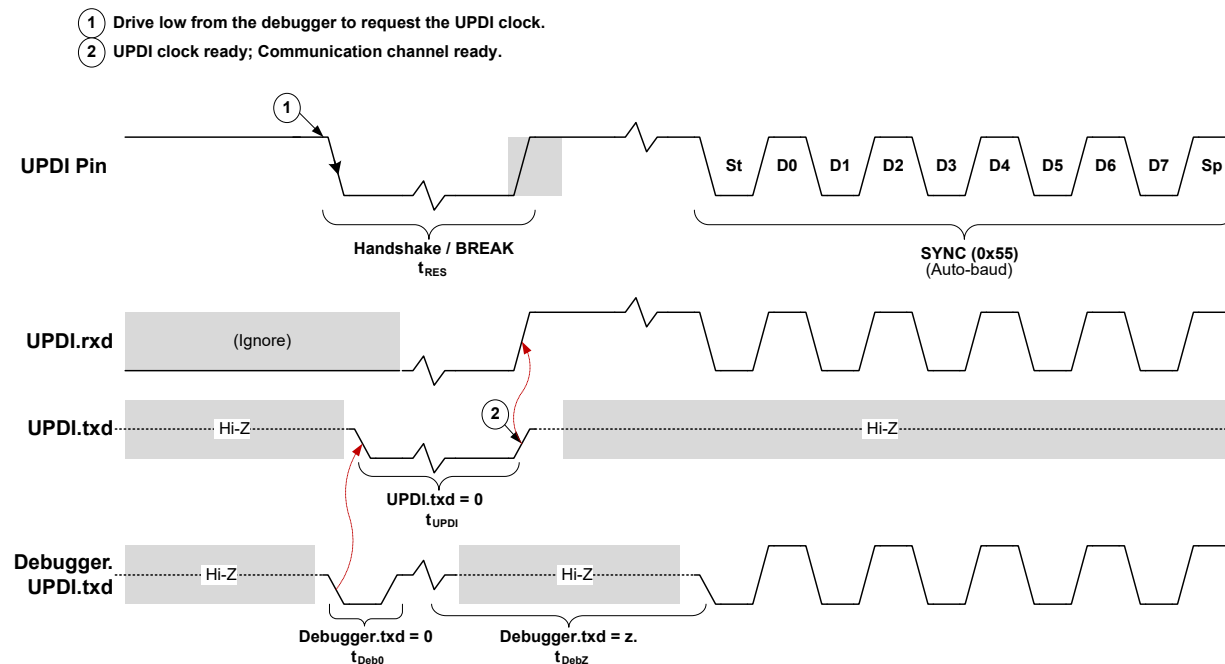 1 Drive low from the debugger to request the UPDI clock.
2 UPDI clock ready; Communication channel ready.
1
UPDI Pin
St D0 D1 D2 D3 D4 D5 D6 D7 Sp
Handshake / BREAK
tRES
SYNC (0x55)
(Auto-baud)
UPDI.rxd
(Ignore)
2
UPDI.txd
Hi-Z
Hi-Z
UPDI.txd = 0
tUPDI
Debugger.
UPDI.txd
Hi-Z
Hi-Z
Debugger.txd = 0
tDeb0
Debugger.txd = z.
tDebZ